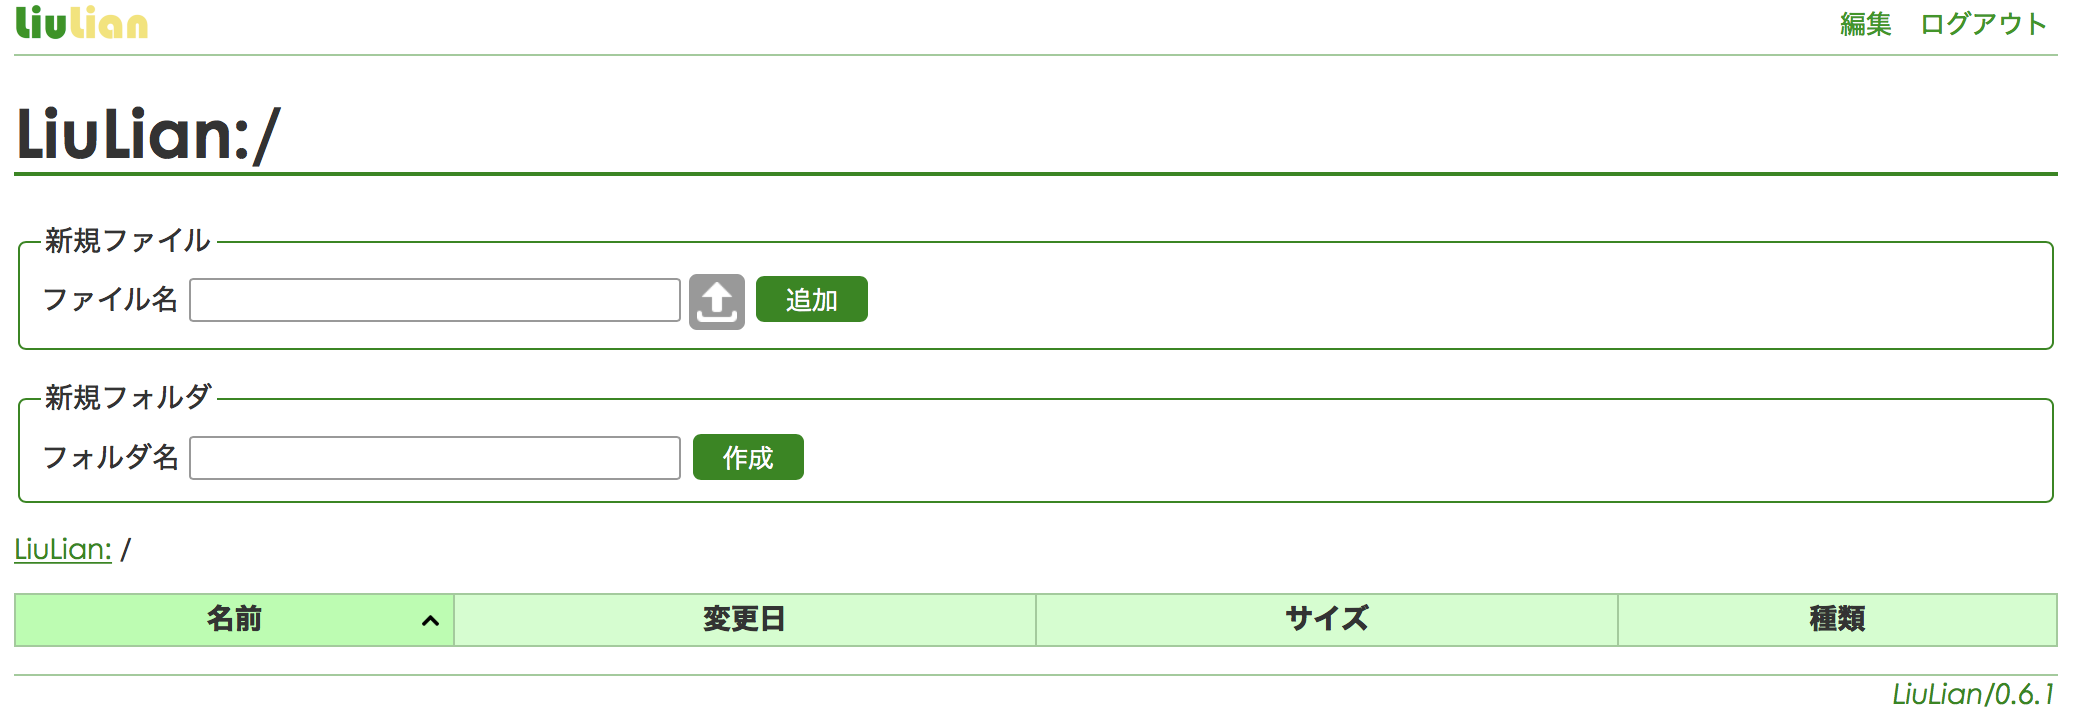 LiuLian 編集 ログアウト
LiuLian:/
新規ファイル
ファイル名 追加
新規フォルダ
フォルダ名 作成
LiuLian: /
名前 変更日 サイズ 種類
LiuLian/0.6.1